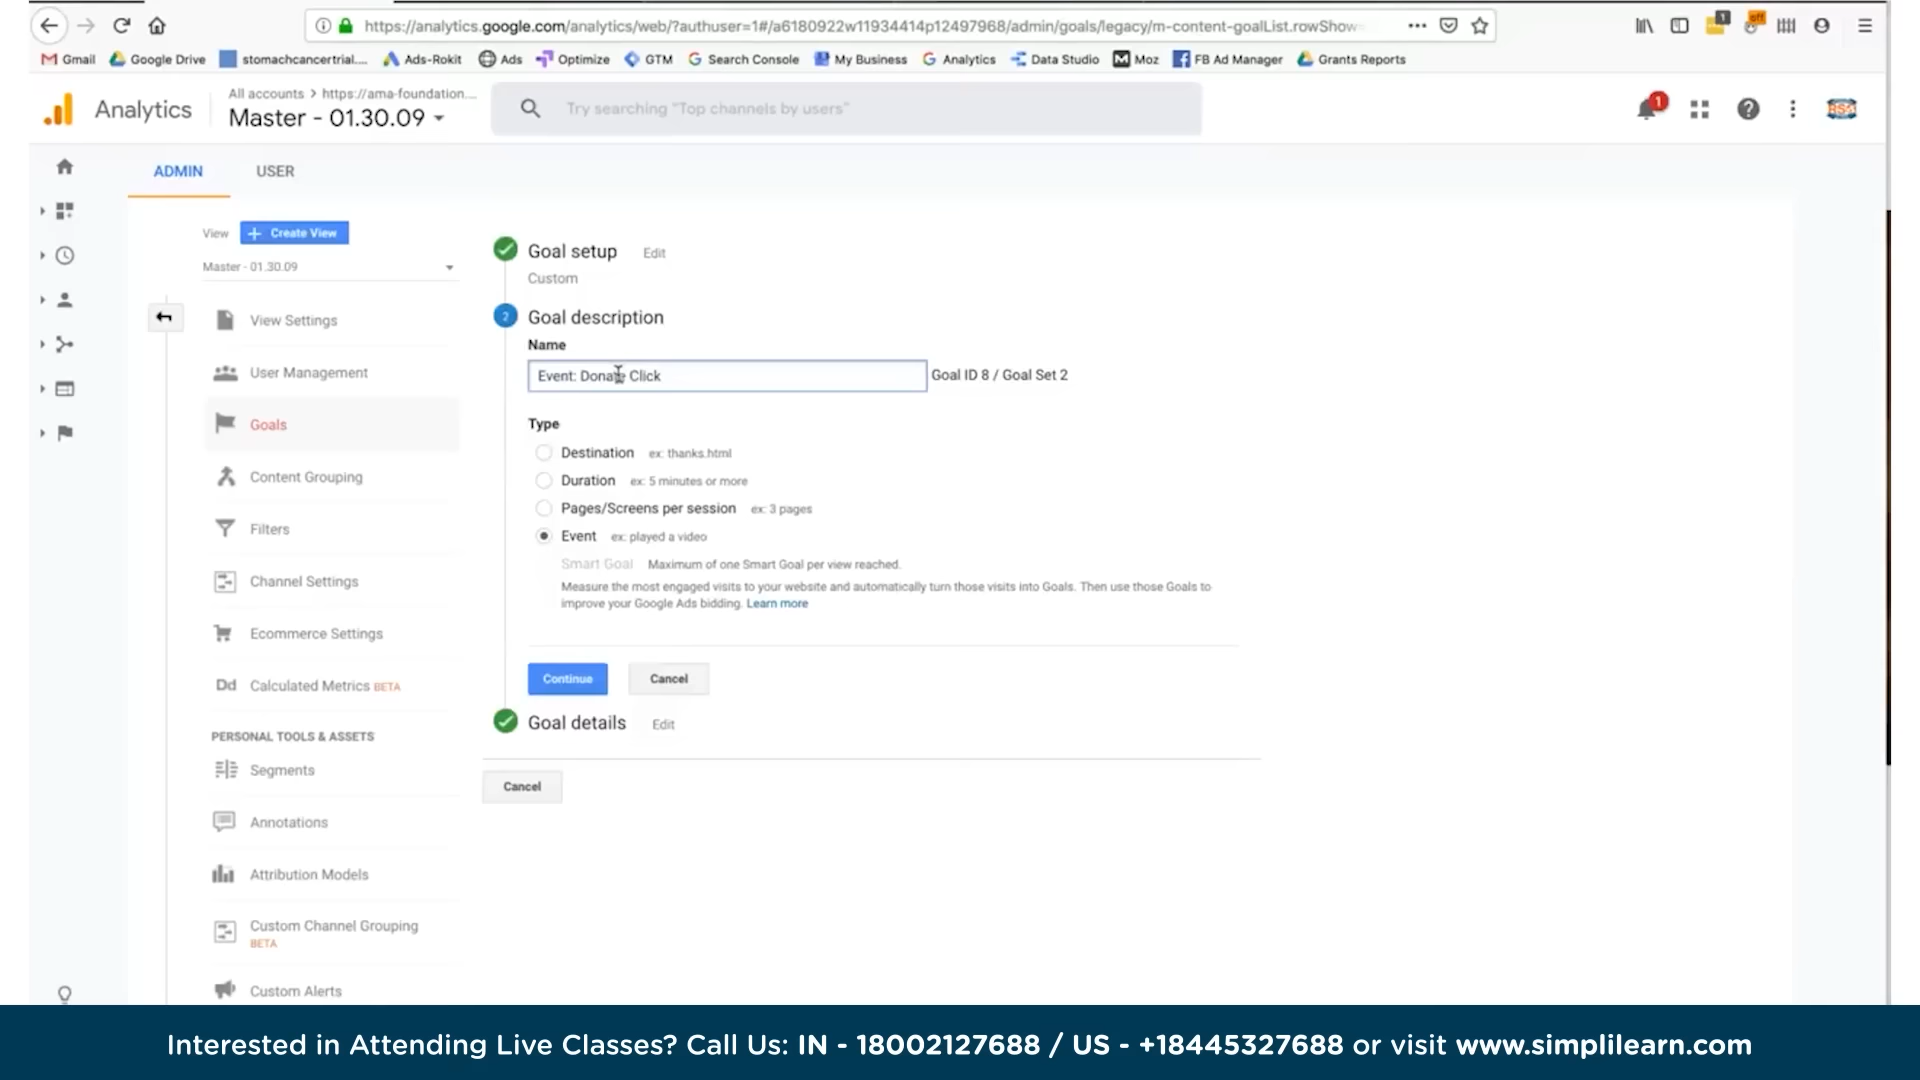 https://analytics.google.com/analytics/web/?authuser=1#/a6180922w11934414p12497968/admin/goals/legacy/m-content-goalList.rowShow=
1
off
Gmail Google Drive stomachcancertrial.... Ads-Rokit Ads Optimize GTM Search Console My Business Analytics Data Studio Moz FB Ad Manager Grants Reports
Analytics
All accounts > https://ama-foundation....
Master - 01.30.09
Try searching "Top channels by users"
1
ADMIN
USER
View
+ Create View
Master - 01.30.09
View Settings
User Management
Goals
Content Grouping
Filters
Channel Settings
Ecommerce Settings
Dd Calculated Metrics BETA
PERSONAL TOOLS & ASSETS
Segments
Annotations
Attribution Models
Custom Channel Grouping
BETA
Custom Alerts
Goal setup Edit
Custom
2 Goal description
Name
Event: Donate Click Goal ID 8 / Goal Set 2
Type
Destination ex: thanks.html
Duration ex: 5 minutes or more
Pages/Screens per session ex: 3 pages
Event ex: played a video
Smart Goal Maximum of one Smart Goal per view reached.
Measure the most engaged visits to your website and automatically turn those visits into Goals. Then use those Goals to
improve your Google Ads bidding. Learn more
Continue Cancel
Goal details Edit
Cancel
Interested in Attending Live Classes? Call Us: IN - 18002127688 / US - +18445327688 or visit www.simplilearn.com